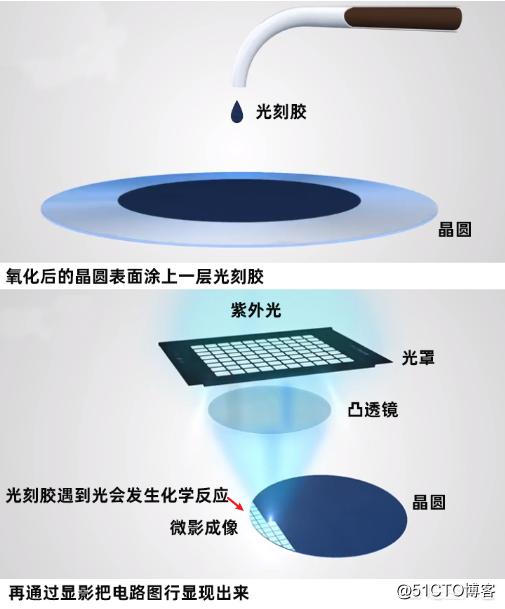 光刻胶
晶圆
氧化后的晶圆表面涂上一层光刻胶
紫外光
光罩
凸透镜
光刻胶遇到光会发生化学反应
晶圆
微影成像
再通过显影把电路图行显现出来
@51CTO博客